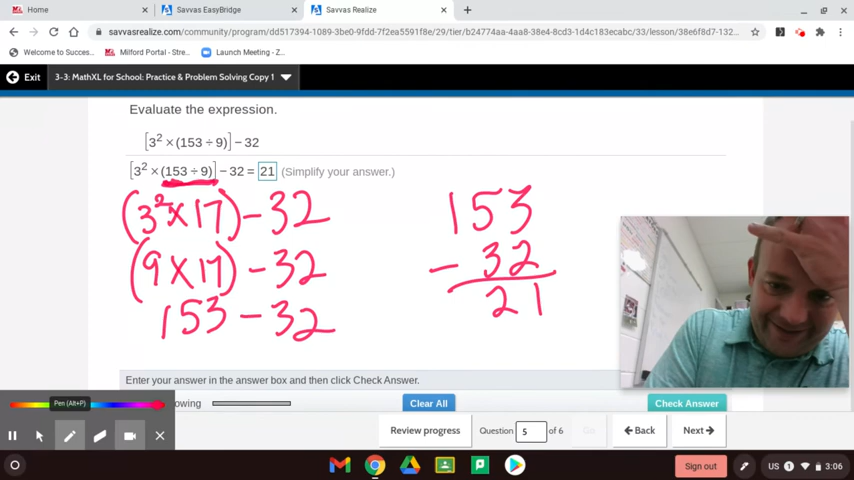 Home
Savvas EasyBridge
Savvas Realize
savvasrealize.com/community/program/dd517394-1089-3be0-9fdd-7f2ea5591f8e/29/tier/b24774aa-4aa8-38e4-8cd3-1d4c183ecabc/33/lesson/38e6f8d7-132...
Welcome to Succes...
Milford Portal - Stre...
Launch Meeting - Z...
Exit
3-3: MathXL for School: Practice & Problem Solving Copy 1
Evaluate the expression.
[3² × (153 ÷ 9)] − 32
[3² × (153 ÷ 9)] − 32 = 21 (Simplify your answer.)
(3² × 17) − 32
(9 × 17) − 32
153 − 32
153
− 32
21
Enter your answer in the answer box and then click Check Answer.
Pen (Alt+P)
owing
Clear All
Check Answer
Review progress
Question 5 of 6
Go
Back
Next
Sign out
US
1
3:06